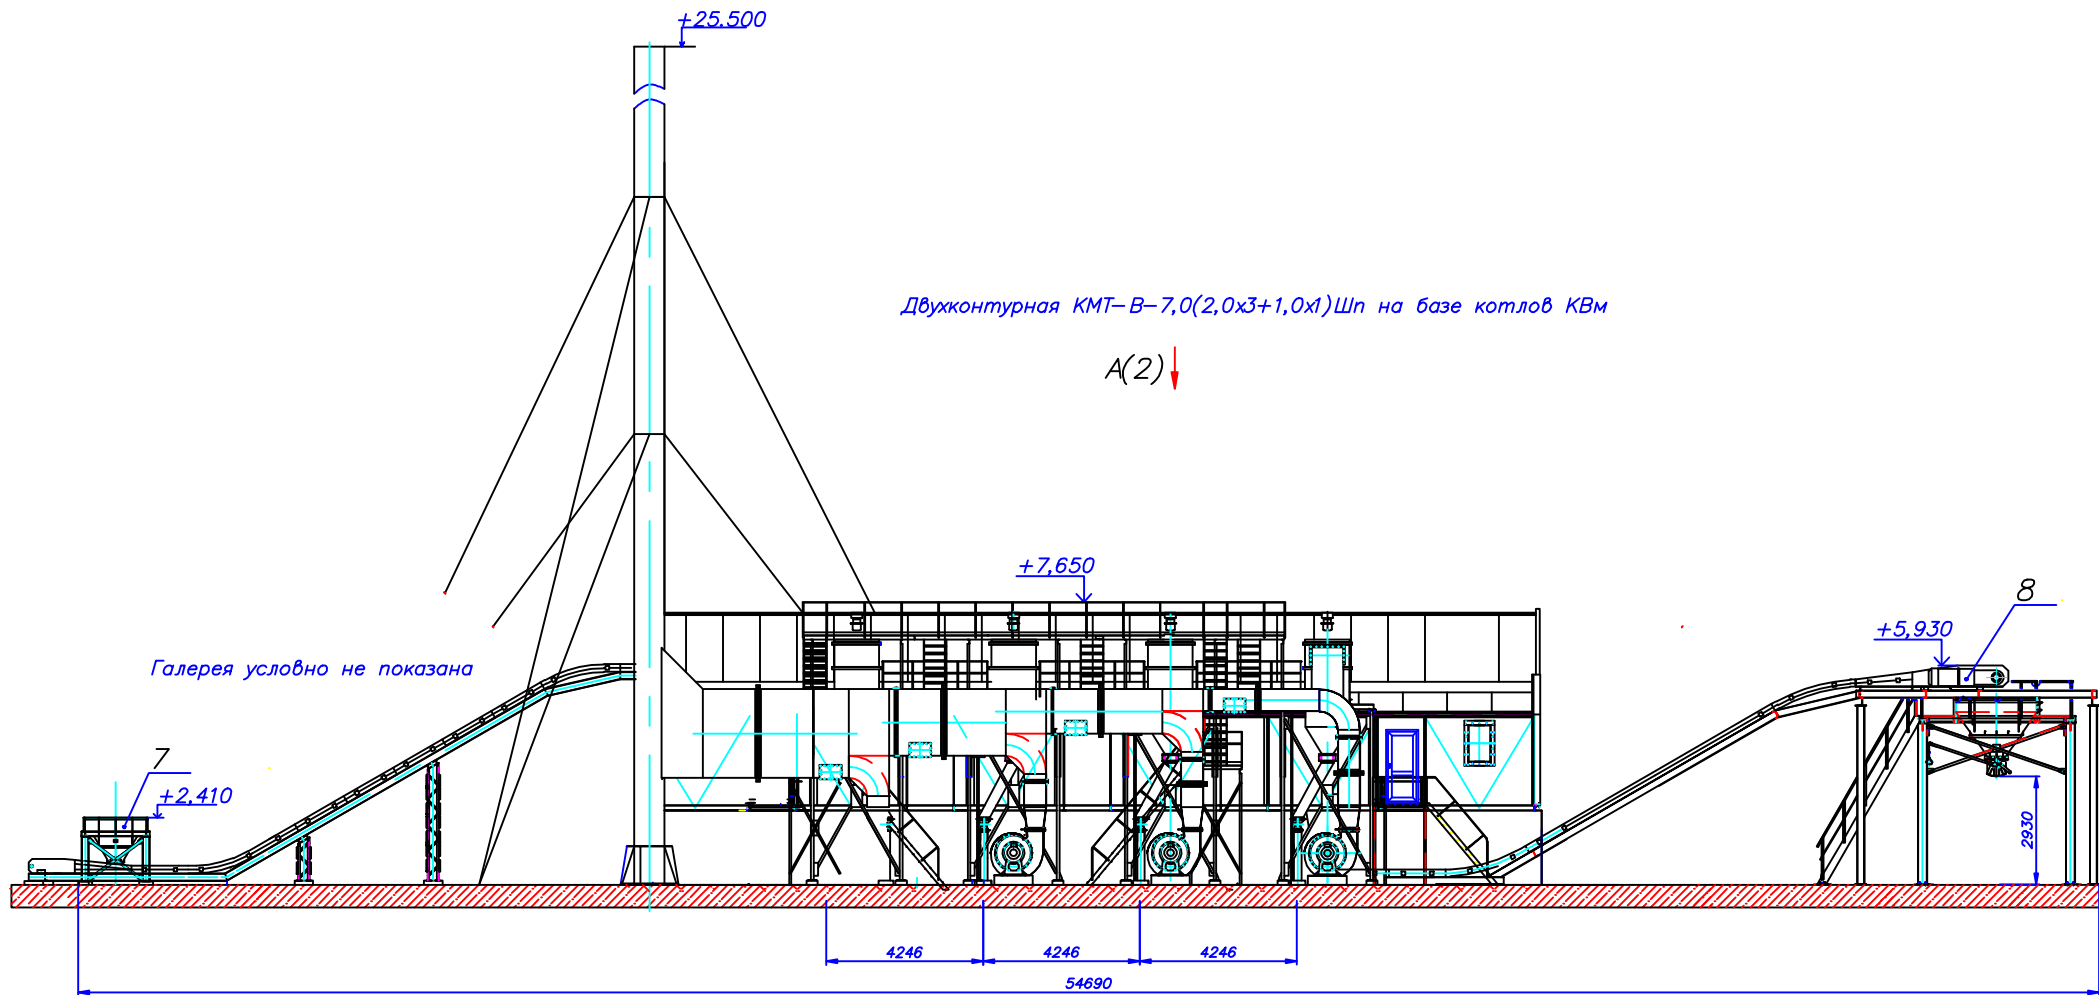 +25,500
Двухконтурная КМТ-В-7,0(2,0х3+1,0х1)Шп на базе котлов КВм
А(2)
+7,650
8
+5,930
Галерея условно не показана
7
+2,410
2930
4246 4246 4246
54690